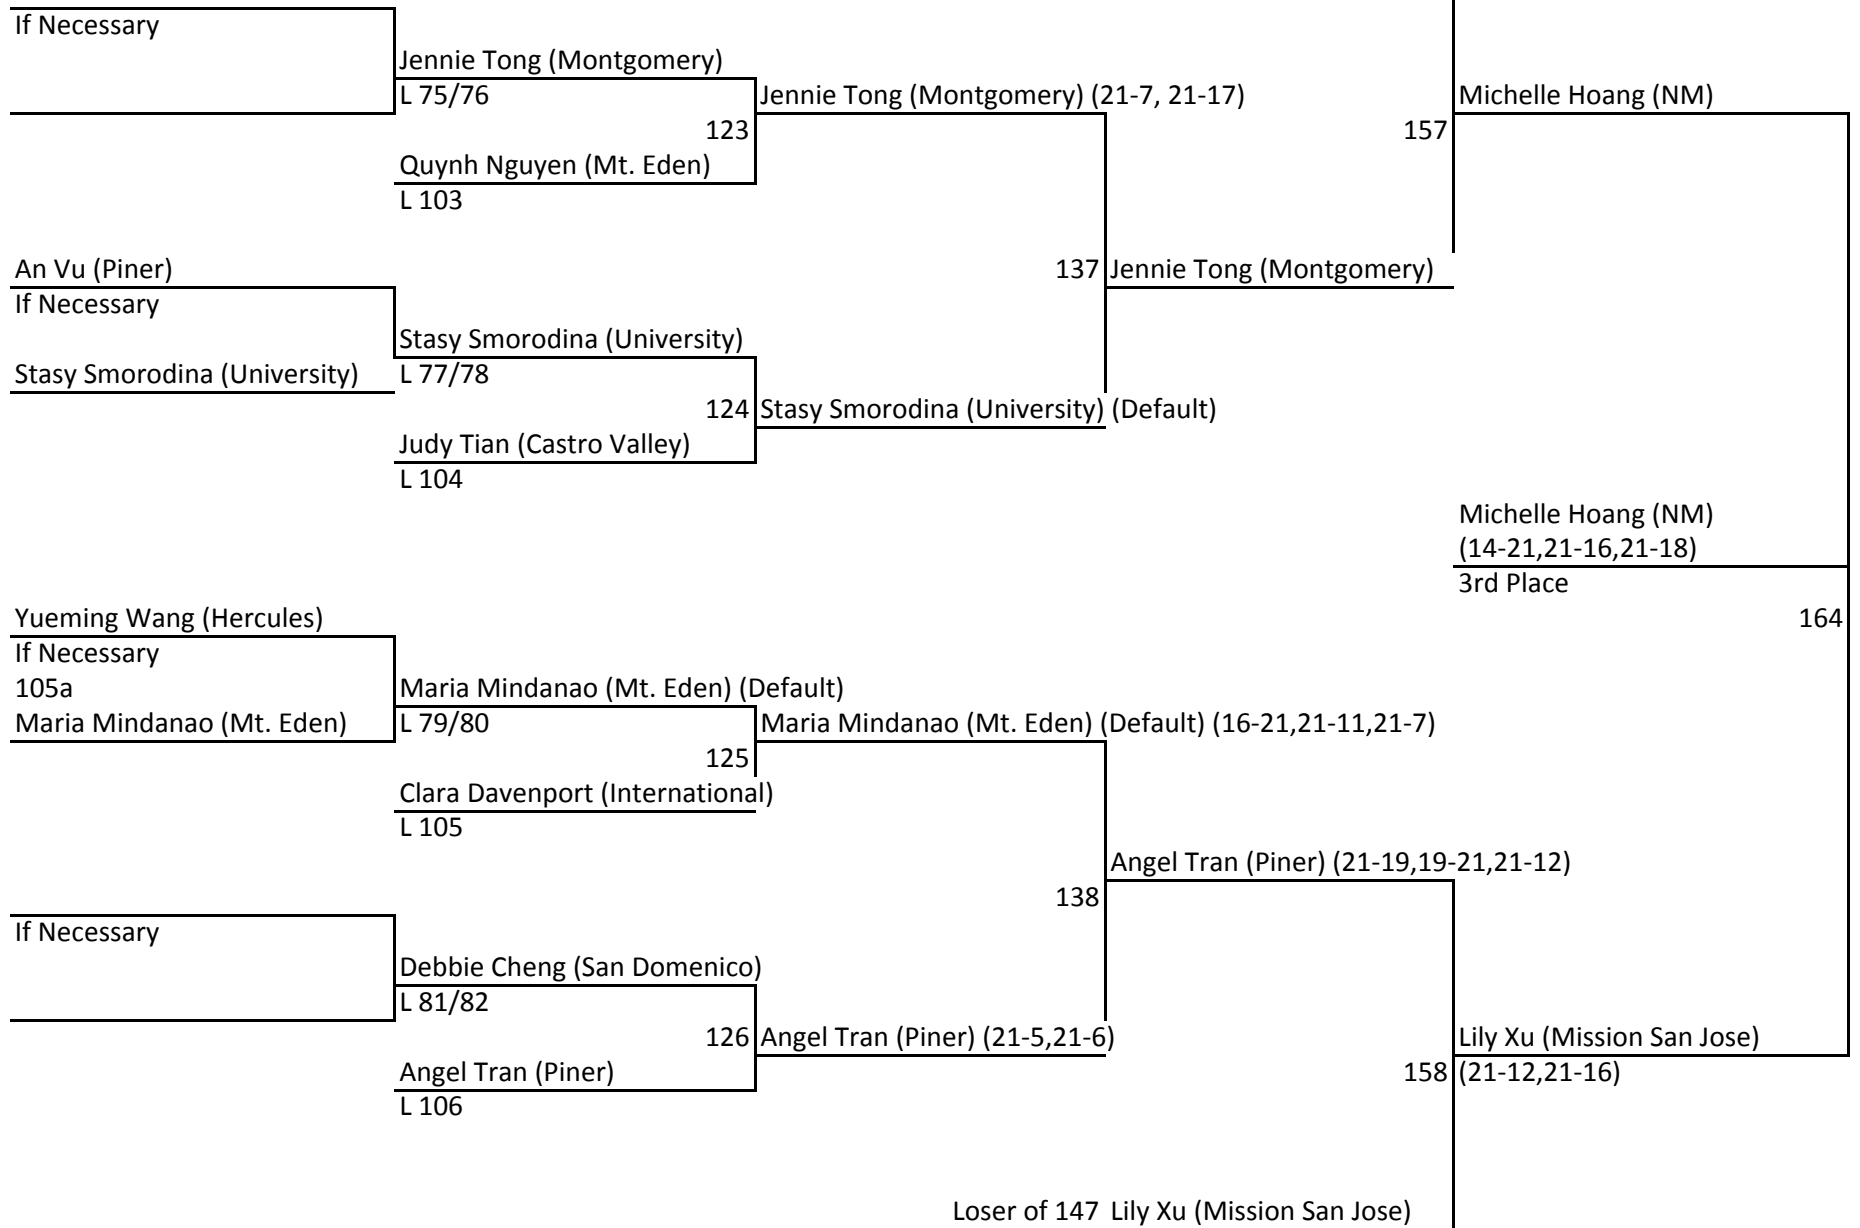 If Necessary
Jennie Tong (Montgomery)
L 75/76
Jennie Tong (Montgomery) (21-7, 21-17)
Michelle Hoang (NM)
123
157
Quynh Nguyen (Mt. Eden)
L 103
An Vu (Piner)
137 Jennie Tong (Montgomery)
If Necessary
Stasy Smorodina (University)
Stasy Smorodina (University)
L 77/78
124 Stasy Smorodina (University) (Default)
Judy Tian (Castro Valley)
L 104
Michelle Hoang (NM)
(14-21,21-16,21-18)
3rd Place
Yueming Wang (Hercules)
164
If Necessary
105a
Maria Mindanao (Mt. Eden) (Default)
Maria Mindanao (Mt. Eden)
L 79/80
Maria Mindanao (Mt. Eden) (Default) (16-21,21-11,21-7)
125
Clara Davenport (International)
L 105
Angel Tran (Piner) (21-19,19-21,21-12)
138
If Necessary
Debbie Cheng (San Domenico)
L 81/82
126 Angel Tran (Piner) (21-5,21-6)
Lily Xu (Mission San Jose)
Angel Tran (Piner)
158 (21-12,21-16)
L 106
Loser of 147 Lily Xu (Mission San Jose)